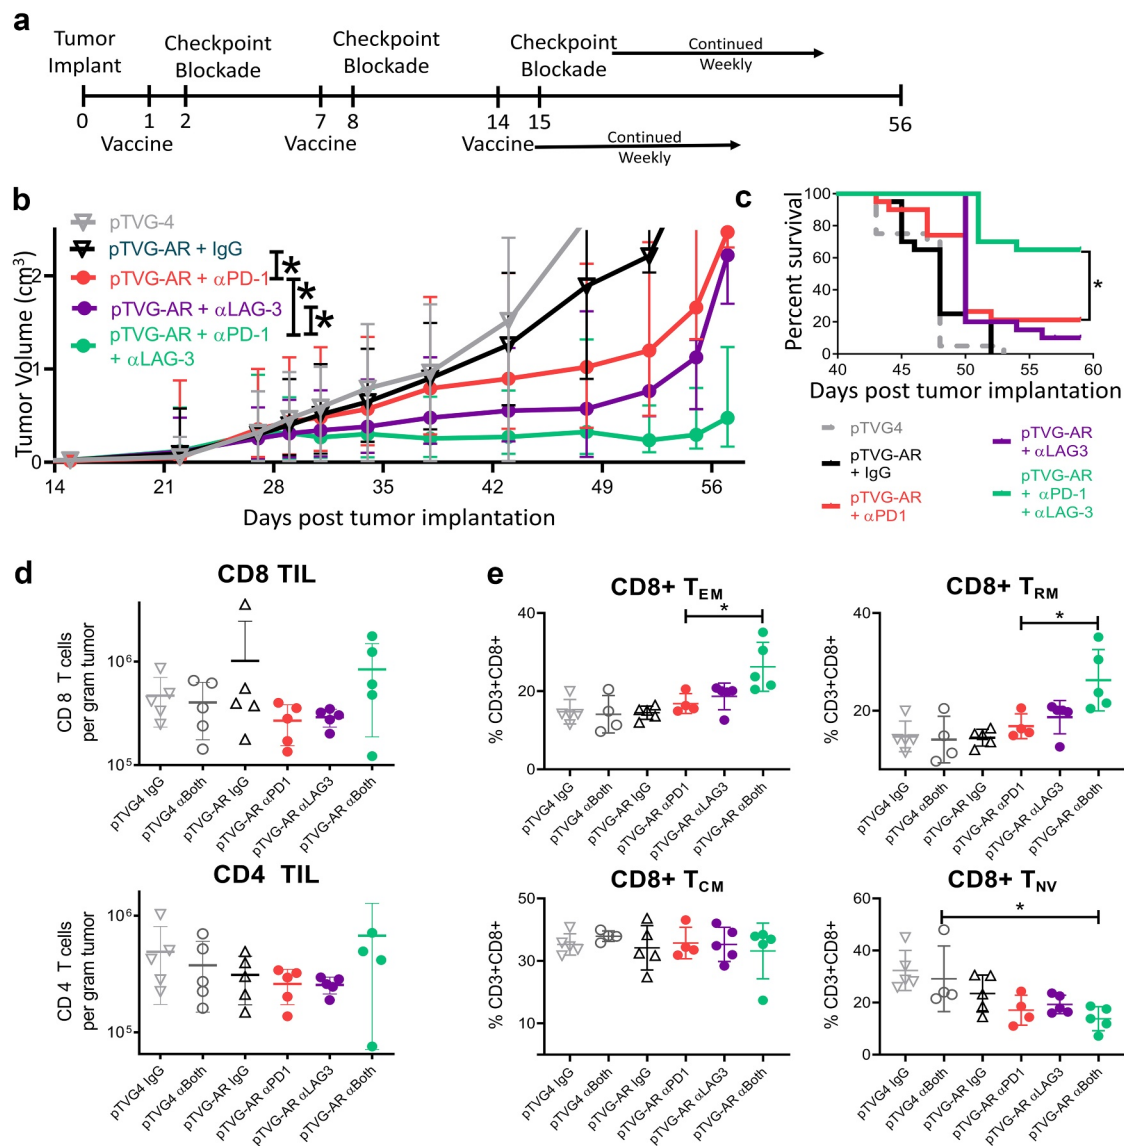 a
Tumor
Implant
Checkpoint
Blockade
Checkpoint
Blockade
Checkpoint
Blockade
Continued
Weekly
0
1
2
7
8
14
15
56
Vaccine
Vaccine
Vaccine
Continued
Weekly
b
pTVG-4
pTVG-AR + IgG
pTVG-AR + αPD-1
pTVG-AR + αLAG-3
pTVG-AR + αPD-1
+ αLAG-3
*
*
*
Tumor Volume (cm³)
2
1
0
14
21
28
35
42
49
56
Days post tumor implantation
c
Percent survival
100
80
60
40
20
0
*
40
45
50
55
60
Days post tumor implantation
pTVG4
pTVG-AR
+ IgG
pTVG-AR
+ αPD1
pTVG-AR
+ αLAG3
pTVG-AR
+ αPD-1
+ αLAG-3
d
CD8 TIL
CD 8 T cells
per gram tumor
10⁶
10⁵
pTVG4 IgG
pTVG4 αBoth
pTVG-AR IgG
pTVG-AR αPD1
pTVG-AR αLAG3
pTVG-AR αBoth
CD4 TIL
CD 4 T cells
per gram tumor
10⁶
10⁵
pTVG4 IgG
pTVG4 αBoth
pTVG-AR IgG
pTVG-AR αPD1
pTVG-AR αLAG3
pTVG-AR αBoth
e
CD8+ TEM
% CD3+CD8+
40
20
0
*
pTVG4 IgG
pTVG4 αBoth
pTVG-AR IgG
pTVG-AR αPD1
pTVG-AR αLAG3
pTVG-AR αBoth
CD8+ TRM
% CD3+CD8+
40
20
*
pTVG4 IgG
pTVG4 αBoth
pTVG-AR IgG
pTVG-AR αPD1
pTVG-AR αLAG3
pTVG-AR αBoth
CD8+ TCM
% CD3+CD8+
50
30
10
pTVG4 IgG
pTVG4 αBoth
pTVG-AR IgG
pTVG-AR αPD1
pTVG-AR αLAG3
pTVG-AR αBoth
CD8+ TNV
% CD3+CD8+
60
40
20
0
*
pTVG4 IgG
pTVG4 αBoth
pTVG-AR IgG
pTVG-AR αPD1
pTVG-AR αLAG3
pTVG-AR αBoth